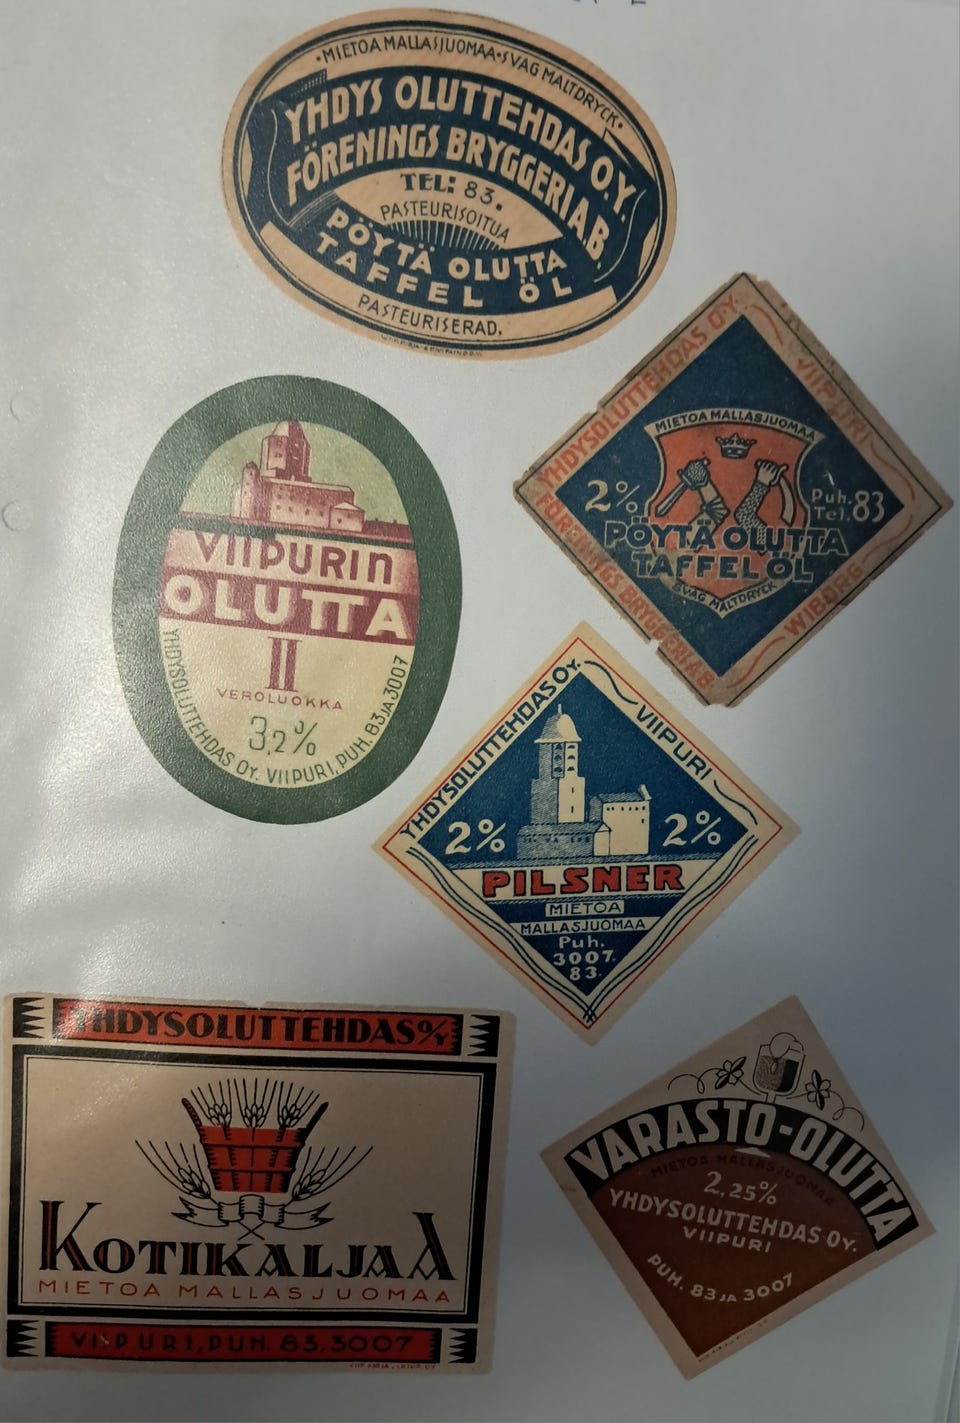 ·MIETOA MALLASJUOMAA·SVAG MALTDRYCK·
YHDYS OLUTTEHDAS O.Y.
FÖRENINGS BRYGGERI A.B.
TEL: 83.
PASTEURISOITUA
PÖYTÄ OLUTTA
TAFFEL ÖL
PASTEURISERAD.
YHDYSOLUTTEHDAS O.Y.
VIIPURI
MIETOA MALLASJUOMAA
2%
Puh.
Tel. 83
PÖYTÄ OLUTTA
TAFFEL ÖL
SVAG MALTDRYCK
FÖRENINGS BRYGGERI A.B
WIBORG
VIIPURIN
OLUTTA
II
VEROLUOKKA
3,2%
YHDYSOLUTTEHDAS OY. VIIPURI, PUH. 83 JA 3007
YHDYSOLUTTEHDAS OY.
VIIPURI
2% 2%
PILSNER
MIETOA
MALLASJUOMAA
Puh.
3007.
83.
YHDYSOLUTTEHDAS O/Y
KOTIKALJAA
MIETOA MALLASJUOMAA
VIIPURI, PUH. 83, 3007
VARASTO-OLUTTA
MIETOA MALLASJUOMAA
2,25%
YHDYSOLUTTEHDAS OY.
VIIPURI
PUH. 83 JA 3007